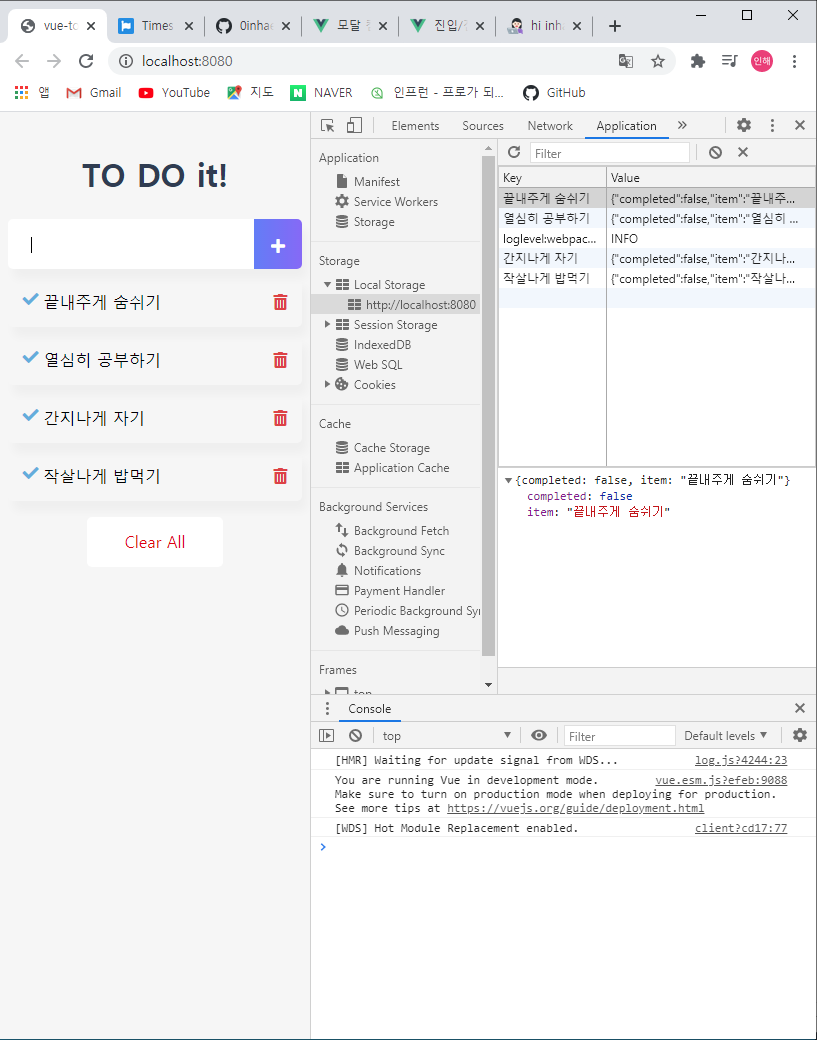 vue-to
Times
0inhae
모달
진입/
hi inh
localhost:8080
인해
앱 Gmail YouTube 지도 NAVER 인프런 - 프로가 되... GitHub
TO DO it!
끝내주게 숨쉬기
열심히 공부하기
간지나게 자기
작살나게 밥먹기
Clear All
Elements Sources Network Application
Application
Manifest
Service Workers
Storage
Storage
Local Storage
http://localhost:8080
Session Storage
IndexedDB
Web SQL
Cookies
Cache
Cache Storage
Application Cache
Background Services
Background Fetch
Background Sync
Notifications
Payment Handler
Periodic Background Syn
Push Messaging
Frames
top
Filter
Key Value
끝내주게 숨쉬기 {"completed":false,"item":"끝내주...
열심히 공부하기 {"completed":false,"item":"열심히 ...
loglevel:webpac... INFO
간지나게 자기 {"completed":false,"item":"간지나...
작살나게 밥먹기 {"completed":false,"item":"작살나...
{completed: false, item: "끝내주게 숨쉬기"}
completed: false
item: "끝내주게 숨쉬기"
Console
top Filter Default levels
[HMR] Waiting for update signal from WDS... log.js?4244:23
You are running Vue in development mode. vue.esm.js?efeb:9088
Make sure to turn on production mode when deploying for production.
See more tips at https://vuejs.org/guide/deployment.html
[WDS] Hot Module Replacement enabled. client?cd17:77